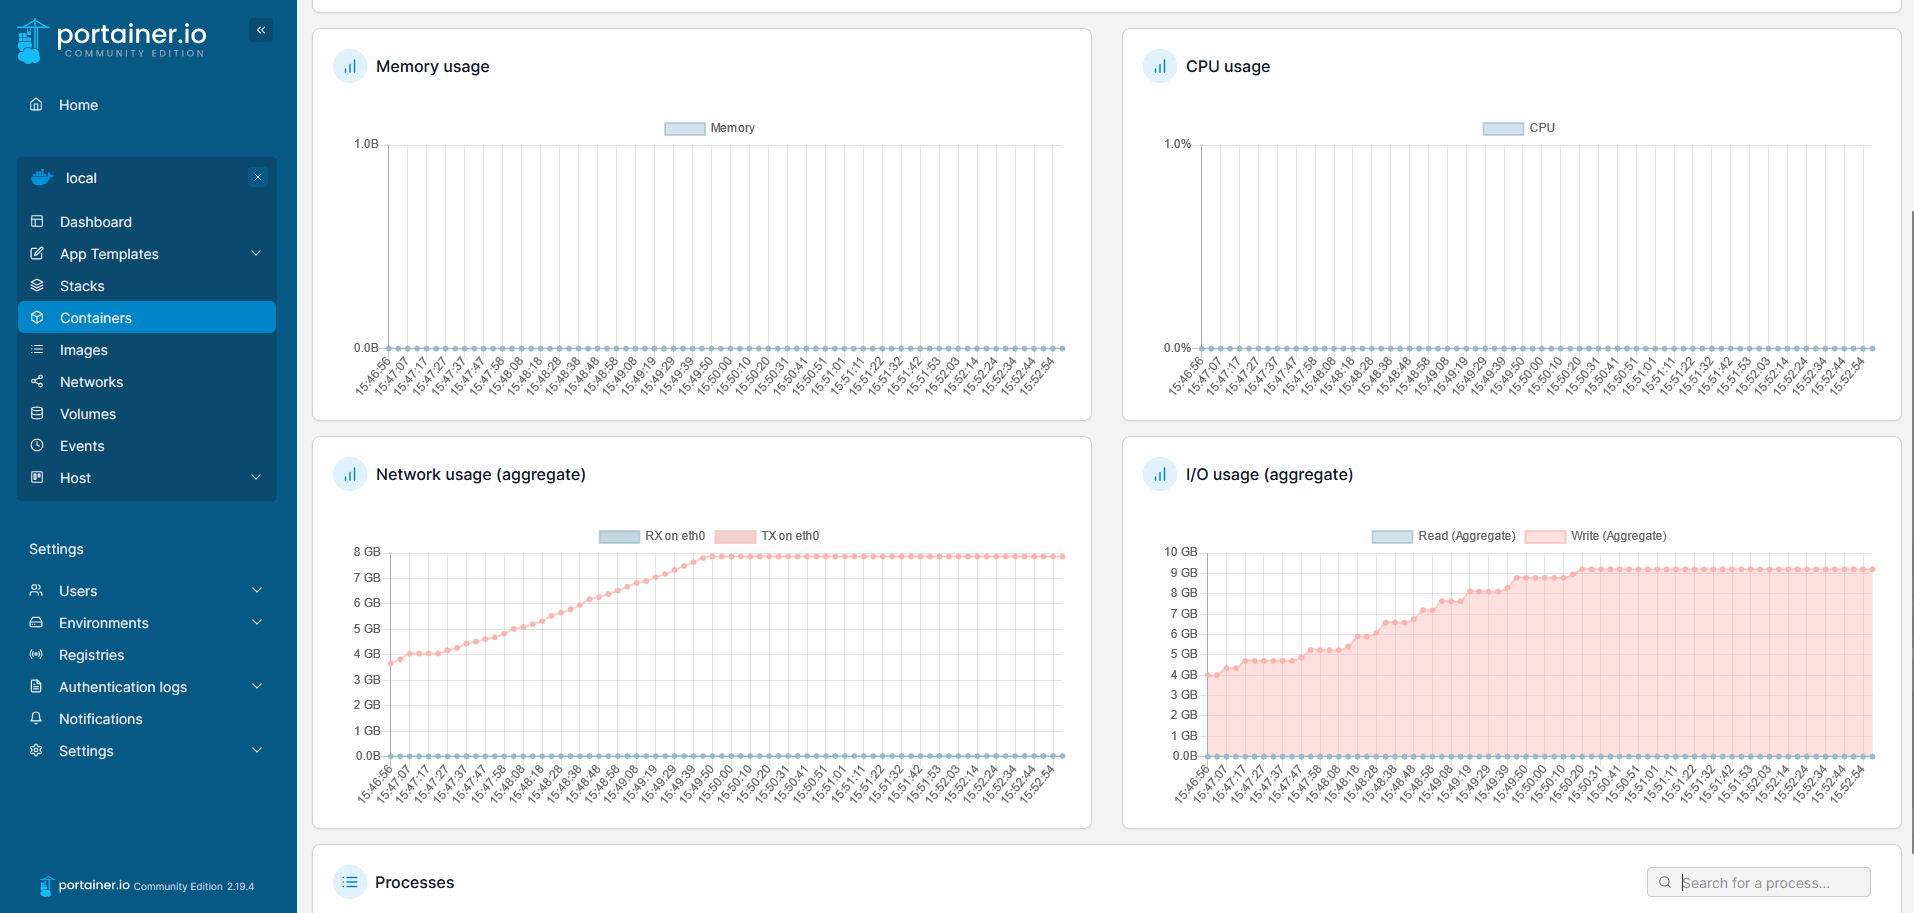 portainer.io
COMMUNITY EDITION
Home
local
Dashboard
App Templates
Stacks
Containers
Images
Networks
Volumes
Events
Host
Settings
Users
Environments
Registries
Authentication logs
Notifications
Settings
portainer.io Community Edition 2.19.4
Memory usage
Memory
1.0B
0.0B
15:46:56 15:47:07 15:47:17 15:47:27 15:47:37 15:47:47 15:47:58 15:48:08 15:48:18 15:48:28 15:48:38 15:48:48 15:48:58 15:49:08 15:49:19 15:49:29 15:49:39 15:49:50 15:50:00 15:50:10 15:50:20 15:50:31 15:50:41 15:50:51 15:51:01 15:51:11 15:51:22 15:51:32 15:51:42 15:51:53 15:52:03 15:52:14 15:52:24 15:52:34 15:52:44 15:52:54
CPU usage
CPU
1.0%
0.0%
15:46:56 15:47:07 15:47:17 15:47:27 15:47:37 15:47:47 15:47:58 15:48:08 15:48:18 15:48:28 15:48:38 15:48:48 15:48:58 15:49:08 15:49:19 15:49:29 15:49:39 15:49:50 15:50:00 15:50:10 15:50:20 15:50:31 15:50:41 15:50:51 15:51:01 15:51:11 15:51:22 15:51:32 15:51:42 15:51:53 15:52:03 15:52:14 15:52:24 15:52:34 15:52:44 15:52:54
Network usage (aggregate)
RX on eth0 TX on eth0
8 GB
7 GB
6 GB
5 GB
4 GB
3 GB
2 GB
1 GB
0.0B
15:46:56 15:47:07 15:47:17 15:47:27 15:47:37 15:47:47 15:47:58 15:48:08 15:48:18 15:48:28 15:48:38 15:48:48 15:48:58 15:49:08 15:49:19 15:49:29 15:49:39 15:49:50 15:50:00 15:50:10 15:50:20 15:50:31 15:50:41 15:50:51 15:51:01 15:51:11 15:51:22 15:51:32 15:51:42 15:51:53 15:52:03 15:52:14 15:52:24 15:52:34 15:52:44 15:52:54
I/O usage (aggregate)
Read (Aggregate) Write (Aggregate)
10 GB
9 GB
8 GB
7 GB
6 GB
5 GB
4 GB
3 GB
2 GB
1 GB
0.0B
15:46:56 15:47:07 15:47:17 15:47:27 15:47:37 15:47:47 15:47:58 15:48:08 15:48:18 15:48:28 15:48:38 15:48:48 15:48:58 15:49:08 15:49:19 15:49:29 15:49:39 15:49:50 15:50:00 15:50:10 15:50:20 15:50:31 15:50:41 15:50:51 15:51:01 15:51:11 15:51:22 15:51:32 15:51:42 15:51:53 15:52:03 15:52:14 15:52:24 15:52:34 15:52:44 15:52:54
Processes
Search for a process...